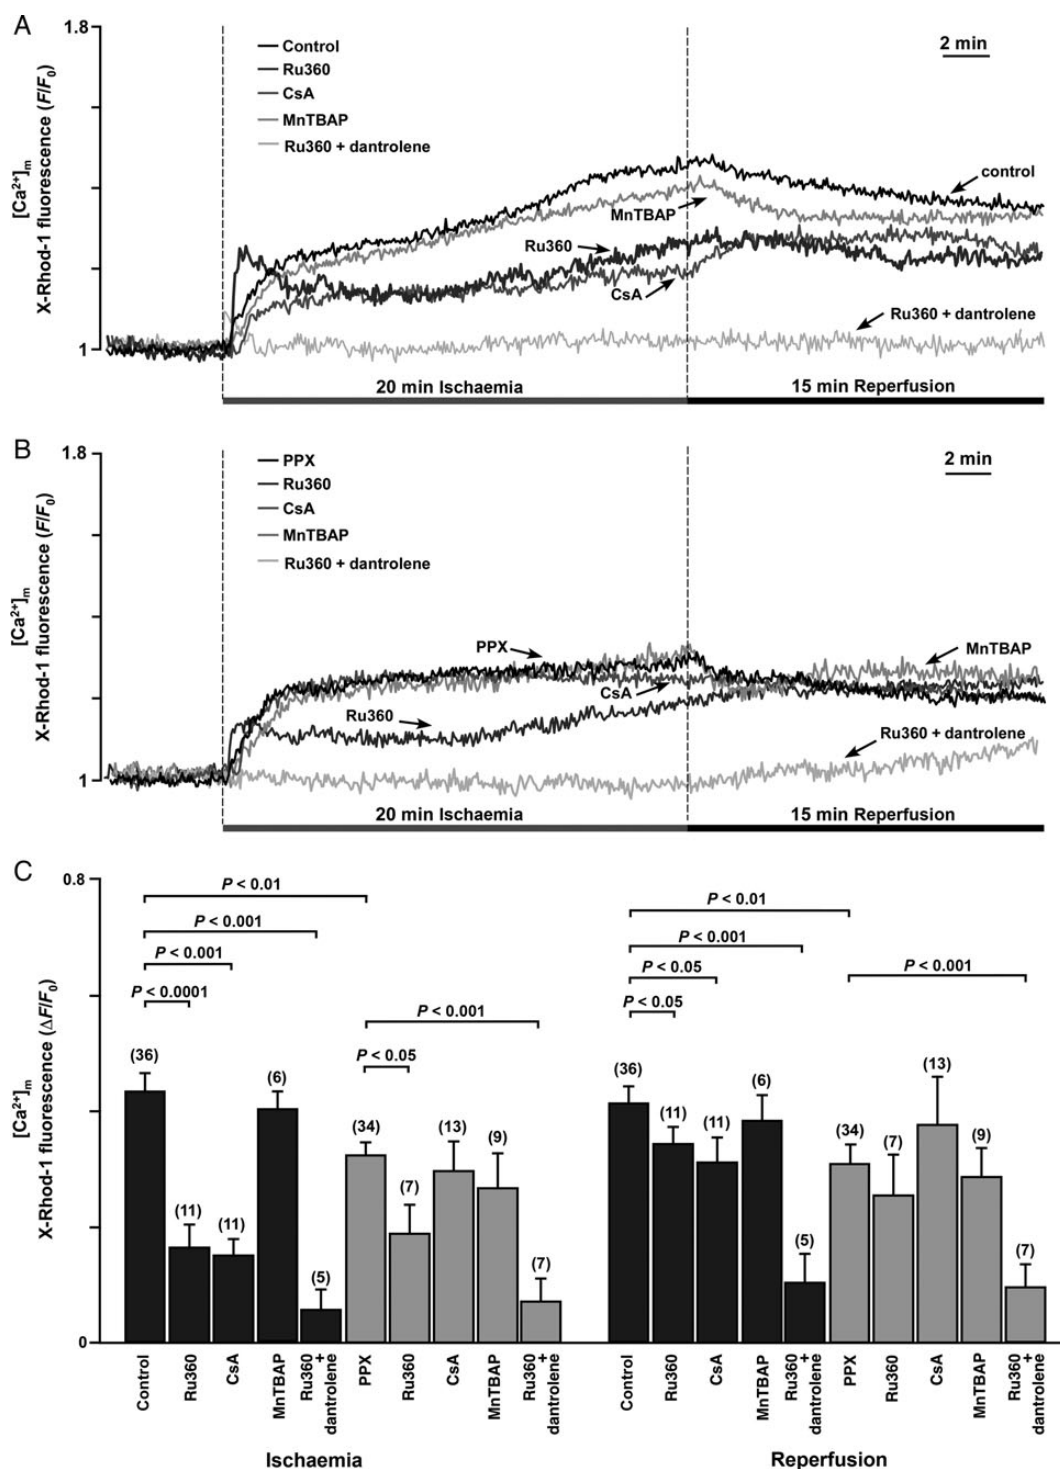 A
1.8
1
[Ca²⁺]ₘ
X-Rhod-1 fluorescence (F/F₀)
Control
Ru360
CsA
MnTBAP
Ru360 + dantrolene
2 min
control
MnTBAP
Ru360
CsA
Ru360 + dantrolene
20 min Ischaemia
15 min Reperfusion
B
1.8
1
[Ca²⁺]ₘ
X-Rhod-1 fluorescence (F/F₀)
PPX
Ru360
CsA
MnTBAP
Ru360 + dantrolene
2 min
PPX
MnTBAP
CsA
Ru360
Ru360 + dantrolene
20 min Ischaemia
15 min Reperfusion
C
0.8
0
[Ca²⁺]ₘ
X-Rhod-1 fluorescence (ΔF/F₀)
P < 0.01
P < 0.001
P < 0.001
P < 0.0001
P < 0.001
P < 0.05
(36)
(11)
(11)
(6)
(5)
(34)
(7)
(13)
(9)
(7)
P < 0.01
P < 0.001
P < 0.05
P < 0.05
P < 0.001
(36)
(11)
(11)
(6)
(5)
(34)
(7)
(13)
(9)
(7)
Control
Ru360
CsA
MnTBAP
Ru360 +
dantrolene
PPX
Ru360
CsA
MnTBAP
Ru360 +
dantrolene
Control
Ru360
CsA
MnTBAP
Ru360 +
dantrolene
PPX
Ru360
CsA
MnTBAP
Ru360 +
dantrolene
Ischaemia
Reperfusion